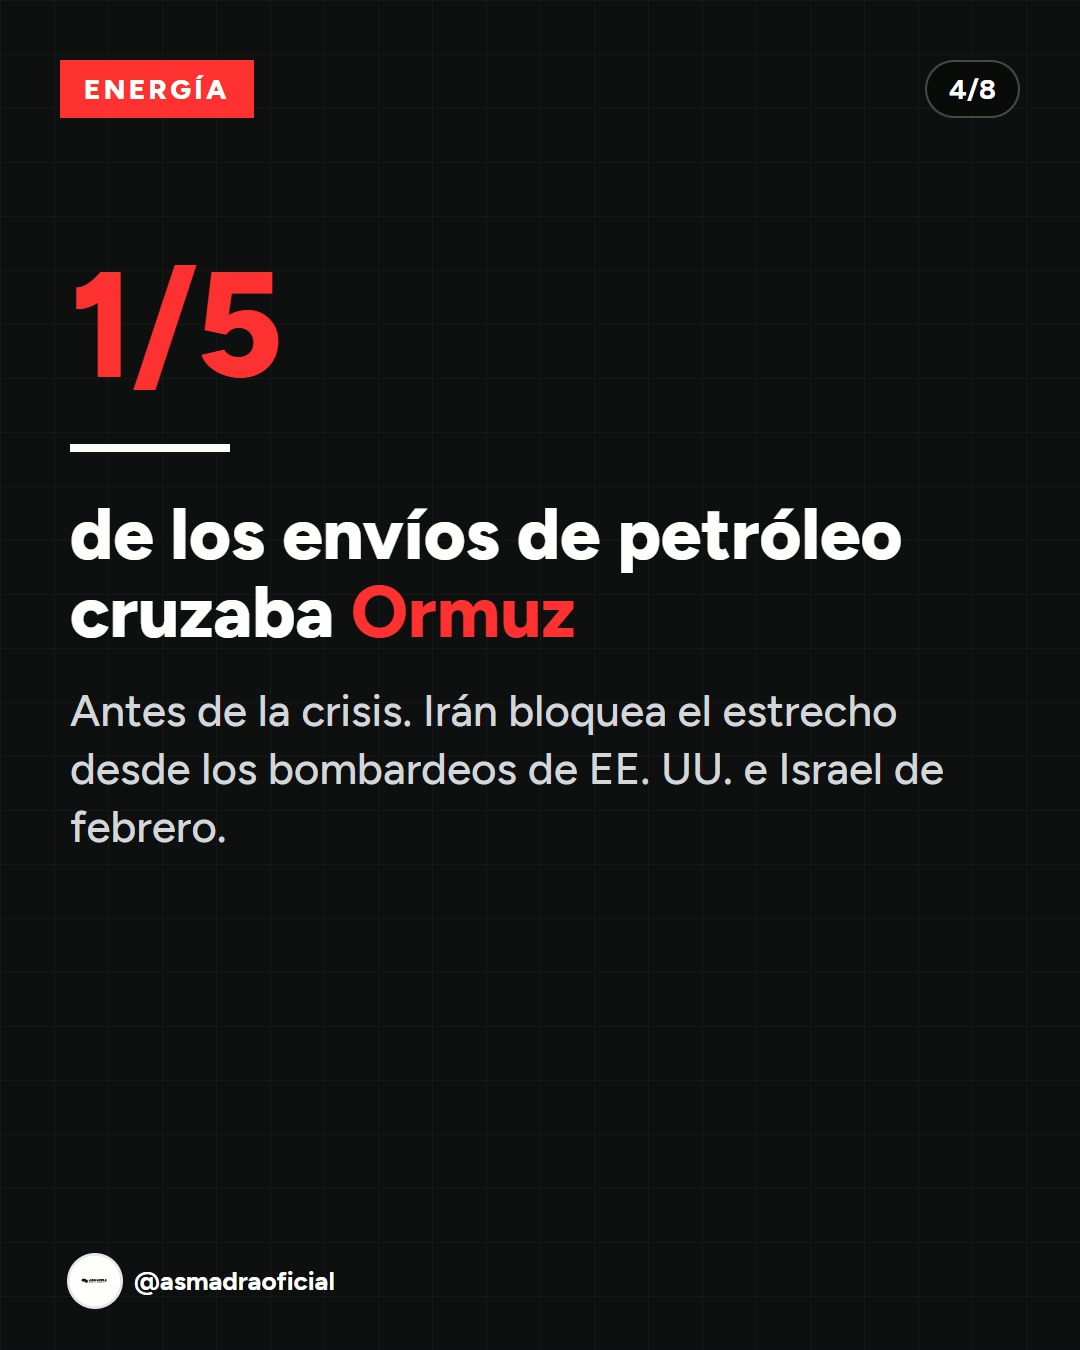 ENERGÍA
4/8
1/5
de los envíos de petróleo
cruzaba Ormuz
Antes de la crisis. Irán bloquea el estrecho
desde los bombardeos de EE. UU. e Israel de
febrero.
@asmadraoficial